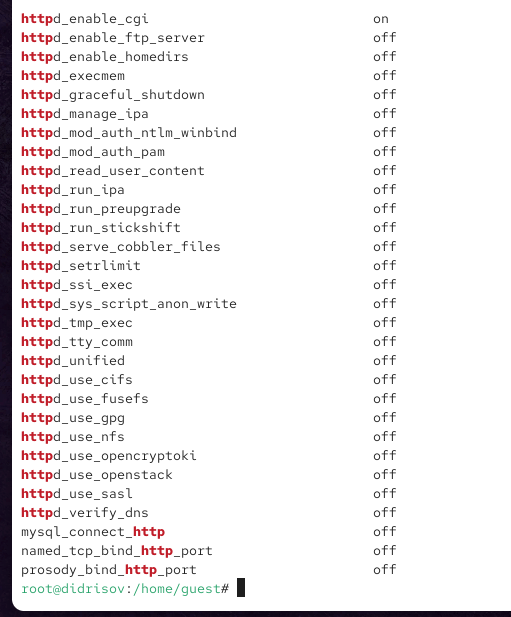 httpd_enable_cgi on
httpd_enable_ftp_server off
httpd_enable_homedirs off
httpd_execmem off
httpd_graceful_shutdown off
httpd_manage_ipa off
httpd_mod_auth_ntlm_winbind off
httpd_mod_auth_pam off
httpd_read_user_content off
httpd_run_ipa off
httpd_run_preupgrade off
httpd_run_stickshift off
httpd_serve_cobbler_files off
httpd_setrlimit off
httpd_ssi_exec off
httpd_sys_script_anon_write off
httpd_tmp_exec off
httpd_tty_comm off
httpd_unified off
httpd_use_cifs off
httpd_use_fusefs off
httpd_use_gpg off
httpd_use_nfs off
httpd_use_opencryptoki off
httpd_use_openstack off
httpd_use_sasl off
httpd_verify_dns off
mysql_connect_http off
named_tcp_bind_http_port off
prosody_bind_http_port off
root@didrisov:/home/guest#